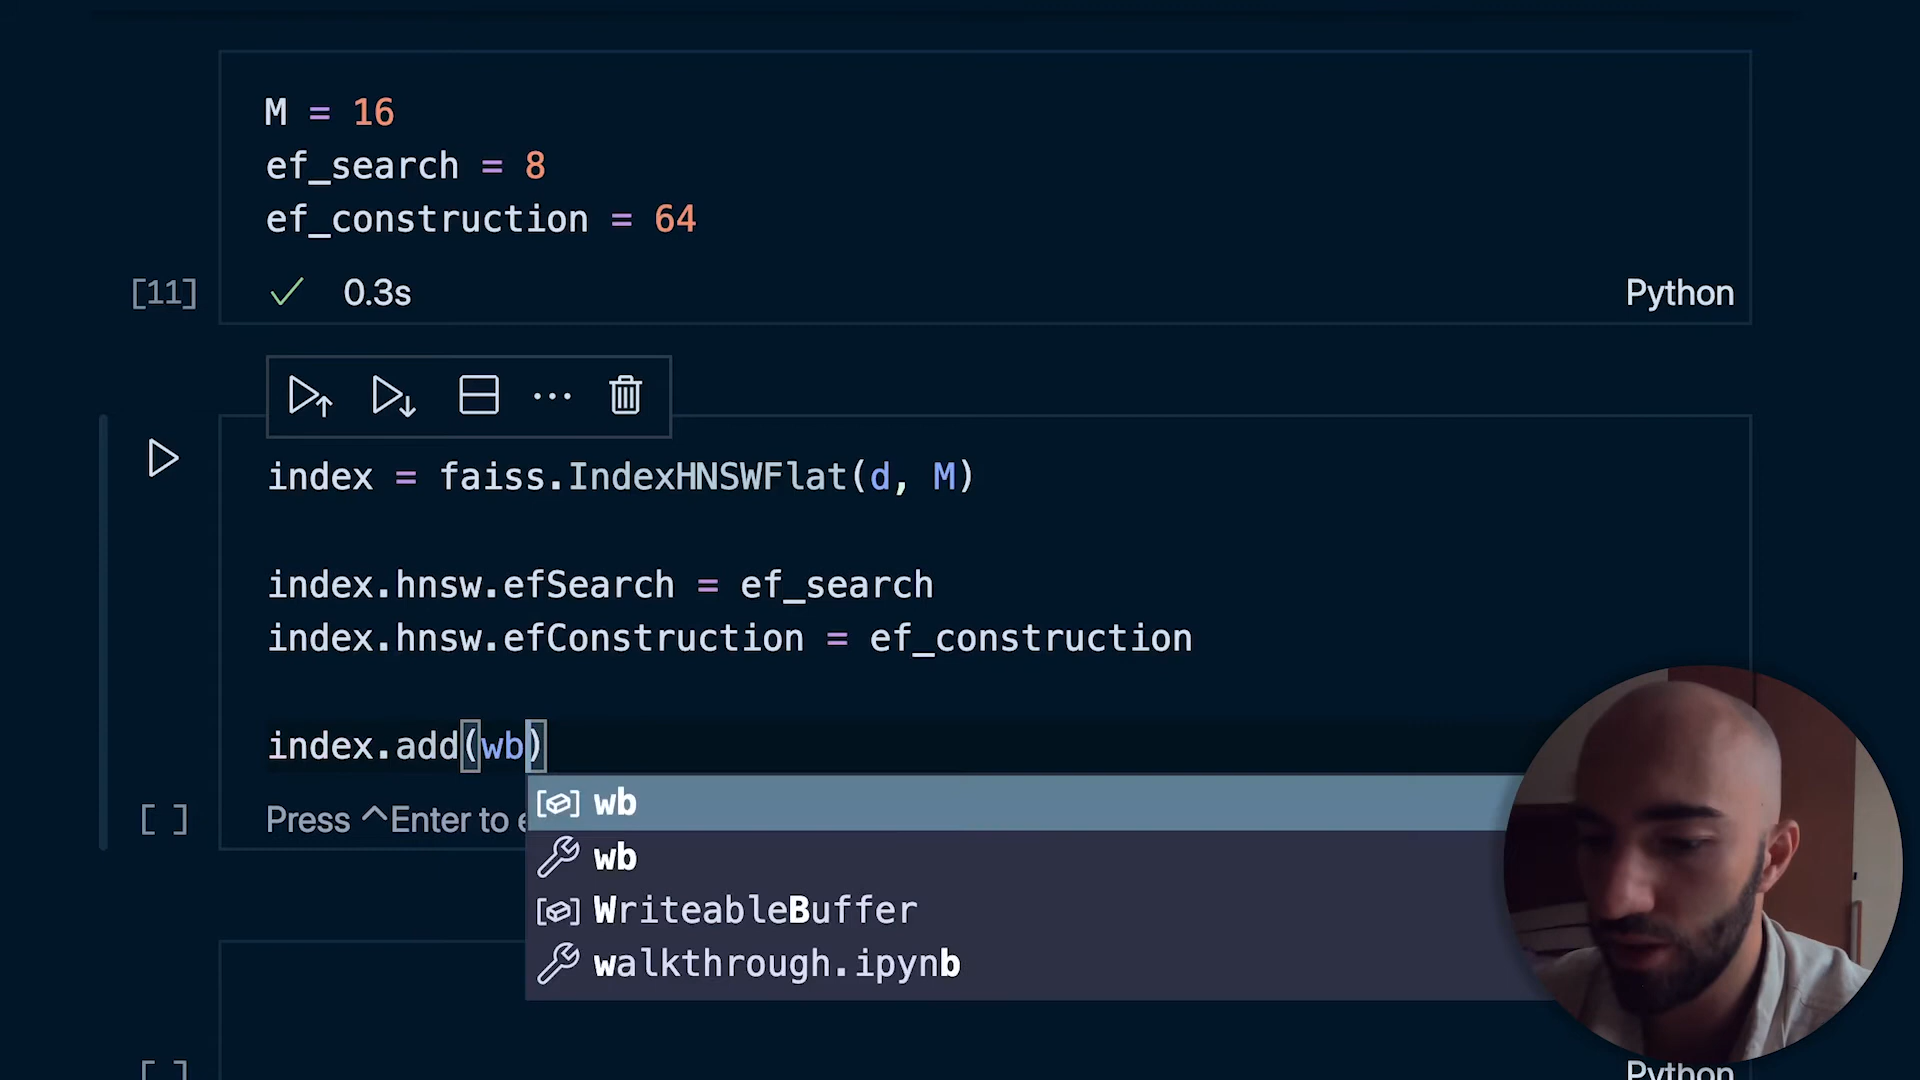 M = 16
ef_search = 8
ef_construction = 64
[11]
0.3s
Python
index = faiss.IndexHNSWFlat(d, M)
index.hnsw.efSearch = ef_search
index.hnsw.efConstruction = ef_construction
index.add(wb)
[ ]
Press ^Enter to e
wb
wb
WriteableBuffer
walkthrough.ipynb
[ ]
Python